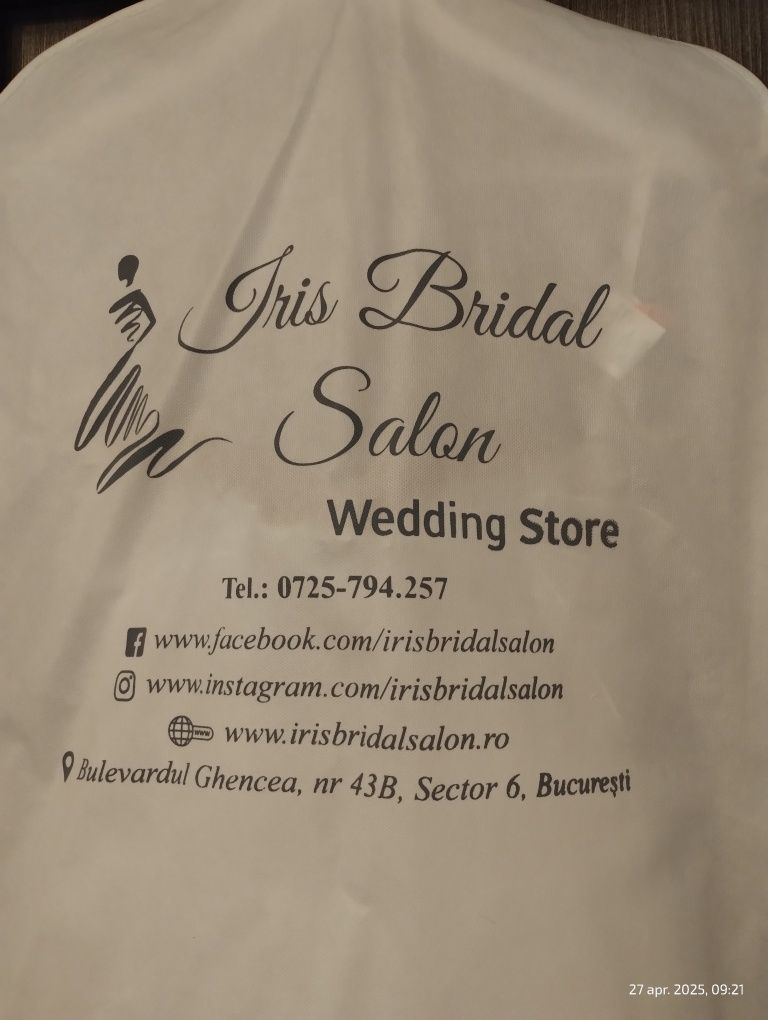 Iris Bridal
Salon
Wedding Store
Tel.: 0725-794.257
www.facebook.com/irisbridalsalon
www.instagram.com/irisbridalsalon
www
www.irisbridalsalon.ro
Bulevardul Ghencea, nr 43B, Sector 6, București
27 apr. 2025, 09:21